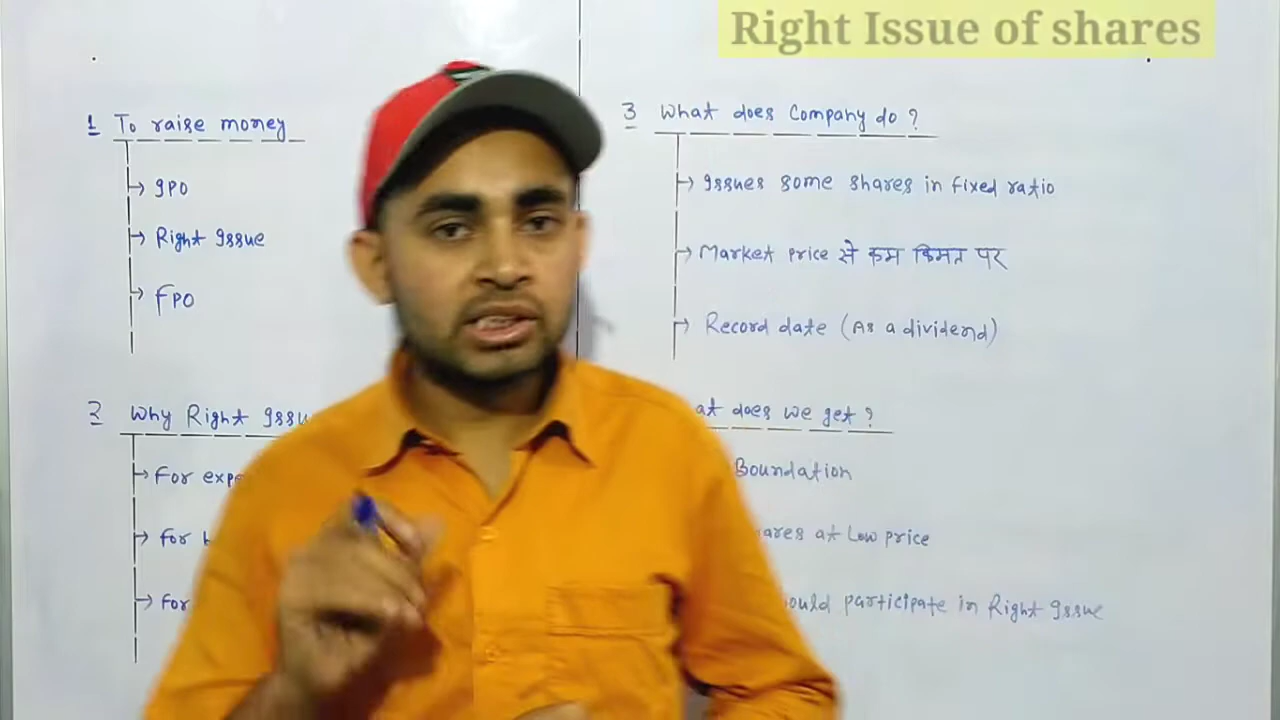 Right Issue of shares
1 To raise money
IPO
Right Issue
FPO
2 Why Right Issu
For expe
For
For
3 What does Company do ?
Issues some shares in fixed ratio
Market price से कम किमत पर
Record date (As a dividend)
at does we get ?
Boundation
ares at Low price
ould participate in Right Issue